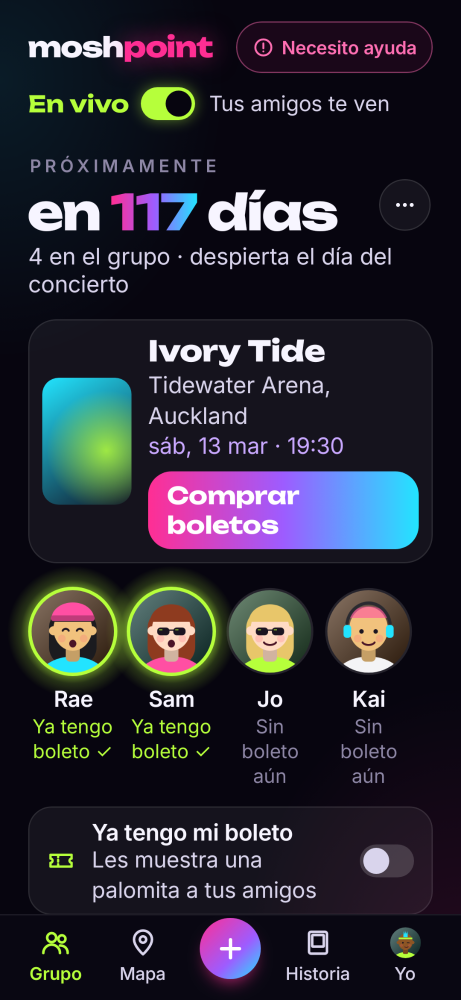 moshpoint
Necesito ayuda
En vivo
Tus amigos te ven
PRÓXIMAMENTE
en 117 días
4 en el grupo · despierta el día del
concierto
Ivory Tide
Tidewater Arena,
Auckland
sáb, 13 mar · 19:30
Comprar
boletos
Rae
Sam
Jo
Kai
Ya tengo
boleto ✓
Ya tengo
boleto ✓
Sin
boleto
aún
Sin
boleto
aún
Ya tengo mi boleto
Les muestra una
palomita a tus amigos
Grupo
Mapa
Historia
Yo